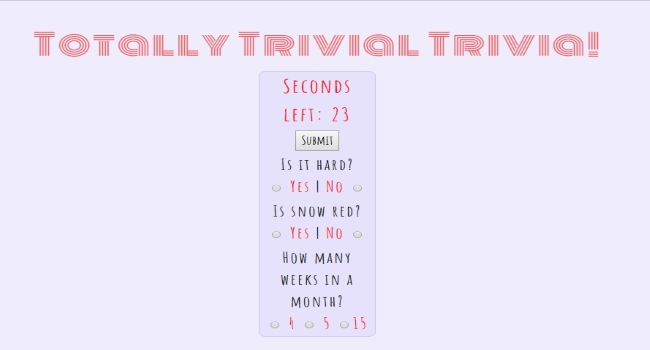 Totally Trivial Trivia!
Seconds
left: 23
Submit
Is it hard?
Yes | No
Is snow red?
Yes | No
How many
weeks in a
month?
4 5 15